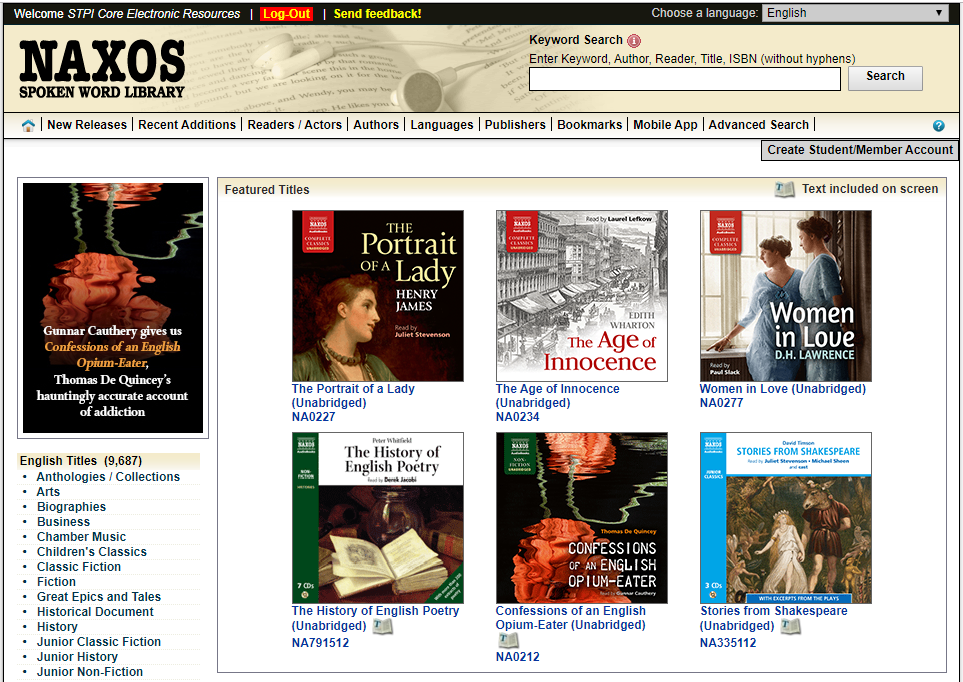 Welcome STPI Core Electronic Resources | Log-Out | Send feedback!
Choose a language: English
NAXOS
SPOKEN WORD LIBRARY
Keyword Search
Enter Keyword, Author, Reader, Title, ISBN (without hyphens)
Search
New Releases | Recent Additions | Readers / Actors | Authors | Languages | Publishers | Bookmarks | Mobile App | Advanced Search |
?
Create Student/Member Account
Gunnar Cauthery gives us
Confessions of an English
Opium-Eater,
Thomas De Quincey's
hauntingly accurate account
of addiction
English Titles (9,687)
• Anthologies / Collections
• Arts
• Biographies
• Business
• Chamber Music
• Children's Classics
• Classic Fiction
• Fiction
• Great Epics and Tales
• Historical Document
• History
• Junior Classic Fiction
• Junior History
• Junior Non-Fiction
Featured Titles
Text included on screen
NAXOS
AudioBooks
COMPLETE
CLASSICS
UNABRIDGED
THE
Portrait
OF A Lady
HENRY
JAMES
Read by
Juliet Stevenson
The Portrait of a Lady
(Unabridged)
NA0227
NAXOS
AudioBooks
COMPLETE
CLASSICS
UNABRIDGED
Read by Laurel Lefkow
EDITH
WHARTON
The Age of
Innocence
The Age of Innocence
(Unabridged)
NA0234
NAXOS
AudioBooks
COMPLETE
CLASSICS
UNABRIDGED
Women
in Love
D.H. LAWRENCE
Read by
Paul Slack
Women in Love (Unabridged)
NA0277
NAXOS
AudioBooks
NON-
FICTION
HISTORIES
Peter Whitfield
The History of
English Poetry
Read by Derek Jacobi
7 CDs
The History of English Poetry
(Unabridged)
NA791512
NAXOS
AudioBooks
NON-
FICTION
UNABRIDGED
Thomas De Quincey
CONFESSIONS
OF AN ENGLISH
OPIUM-EATER
Read by Gunnar Cauthery
Confessions of an English
Opium-Eater (Unabridged)
NA0212
NAXOS
AudioBooks
JUNIOR
CLASSICS
David Timson
STORIES FROM SHAKESPEARE
Read by Juliet Stevenson • Michael Sheen
and cast
3 CDs
WITH EXCERPTS FROM THE PLAYS
Stories from Shakespeare
(Unabridged)
NA335112